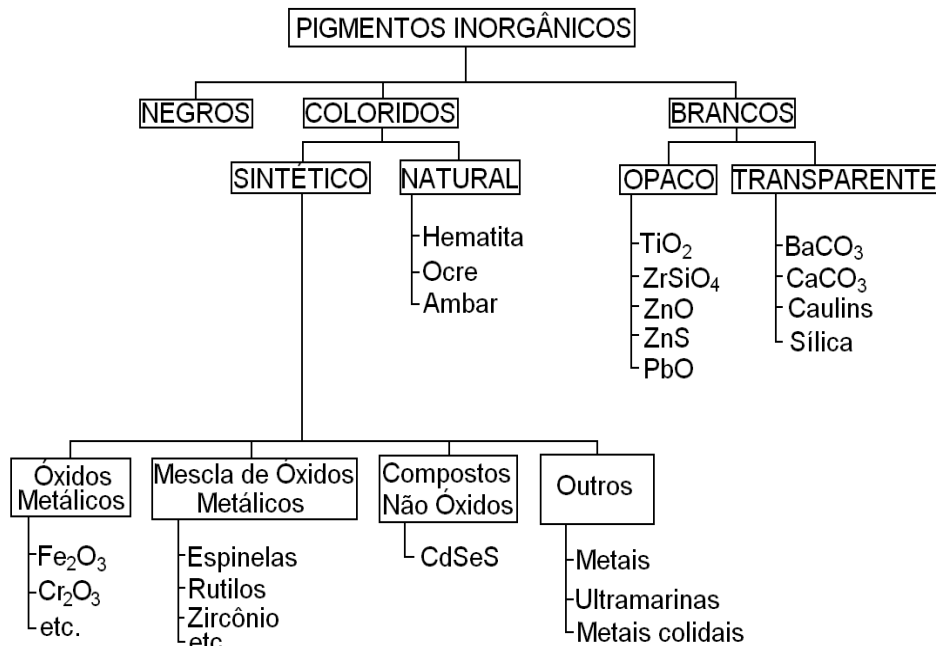 PIGMENTOS INORGÂNICOS
NEGROS
COLORIDOS
BRANCOS
SINTÉTICO
NATURAL
OPACO
TRANSPARENTE
Hematita
Ocre
Ambar
TiO₂
ZrSiO₄
ZnO
ZnS
PbO
BaCO₃
CaCO₃
Caulins
Sílica
Óxidos
Metálicos
Fe₂O₃
Cr₂O₃
etc.
Mescla de Óxidos
Metálicos
Espinelas
Rutilos
Zircônio
etc
Compostos
Não Óxidos
CdSeS
Outros
Metais
Ultramarinas
Metais colidais